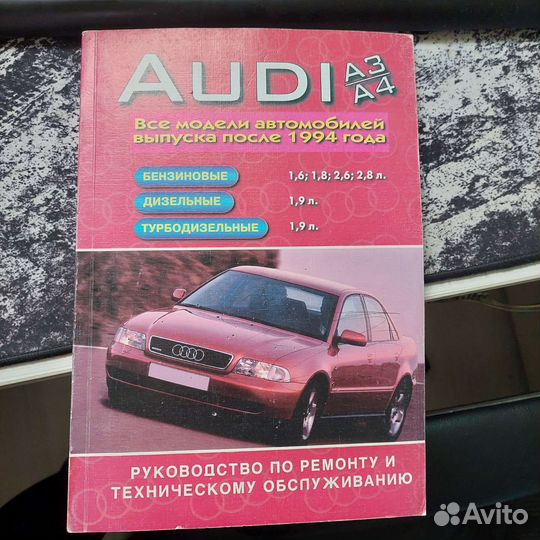 AUDI A3
A4
Все модели автомобилей
выпуска после 1994 года
БЕНЗИНОВЫЕ 1,6; 1,8; 2,6; 2,8 л.
ДИЗЕЛЬНЫЕ 1,9 л.
ТУРБОДИЗЕЛЬНЫЕ 1,9 л.
РУКОВОДСТВО ПО РЕМОНТУ И
ТЕХНИЧЕСКОМУ ОБСЛУЖИВАНИЮ
Avito